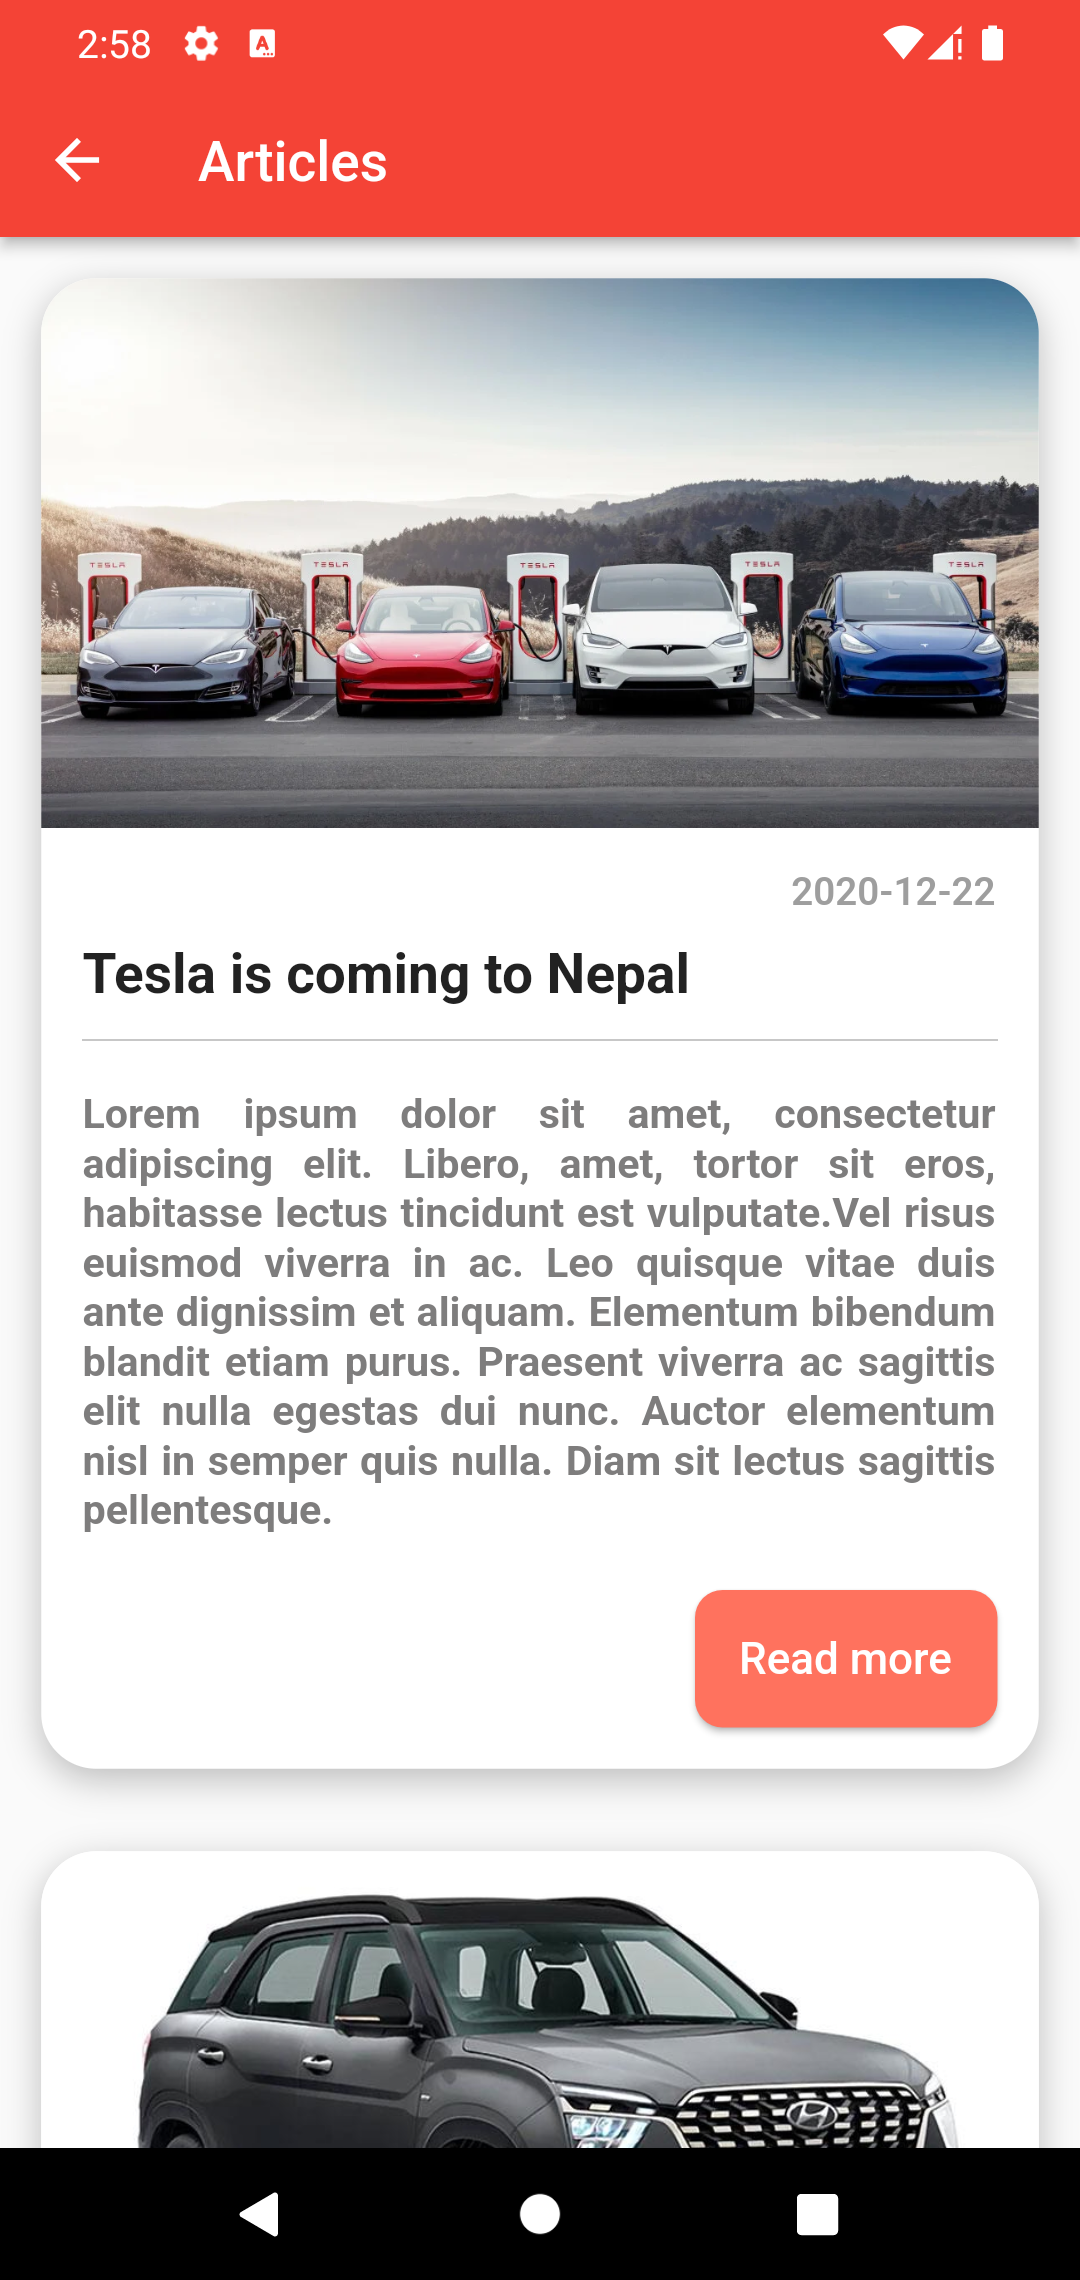 2:58
Articles
TESLA TESLA TESLA TESLA TESLA
2020-12-22
Tesla is coming to Nepal
Lorem ipsum dolor sit amet, consectetur
adipiscing elit. Libero, amet, tortor sit eros,
habitasse lectus tincidunt est vulputate.Vel risus
euismod viverra in ac. Leo quisque vitae duis
ante dignissim et aliquam. Elementum bibendum
blandit etiam purus. Praesent viverra ac sagittis
elit nulla egestas dui nunc. Auctor elementum
nisl in semper quis nulla. Diam sit lectus sagittis
pellentesque.
Read more